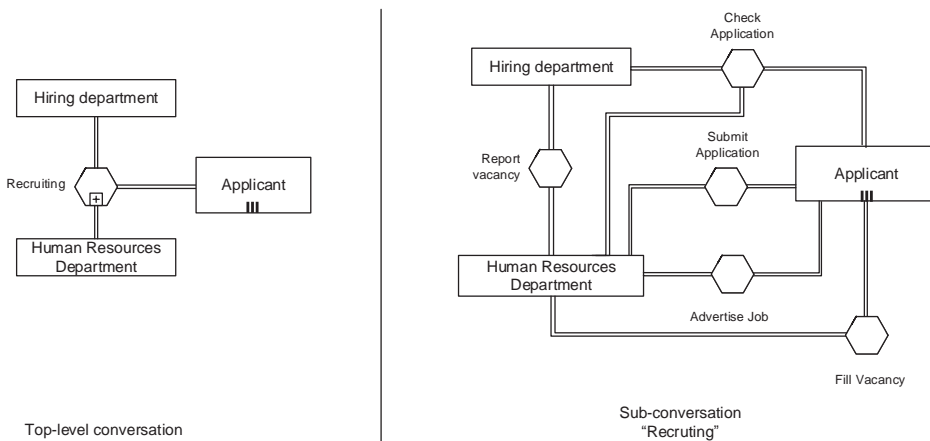 Hiring department
Recruiting
Applicant
Human Resources
Department
Top-level conversation
Check
Application
Hiring department
Report
vacancy
Submit
Application
Applicant
Human Resources
Department
Advertise Job
Fill Vacancy
Sub-conversation
“Recruting”